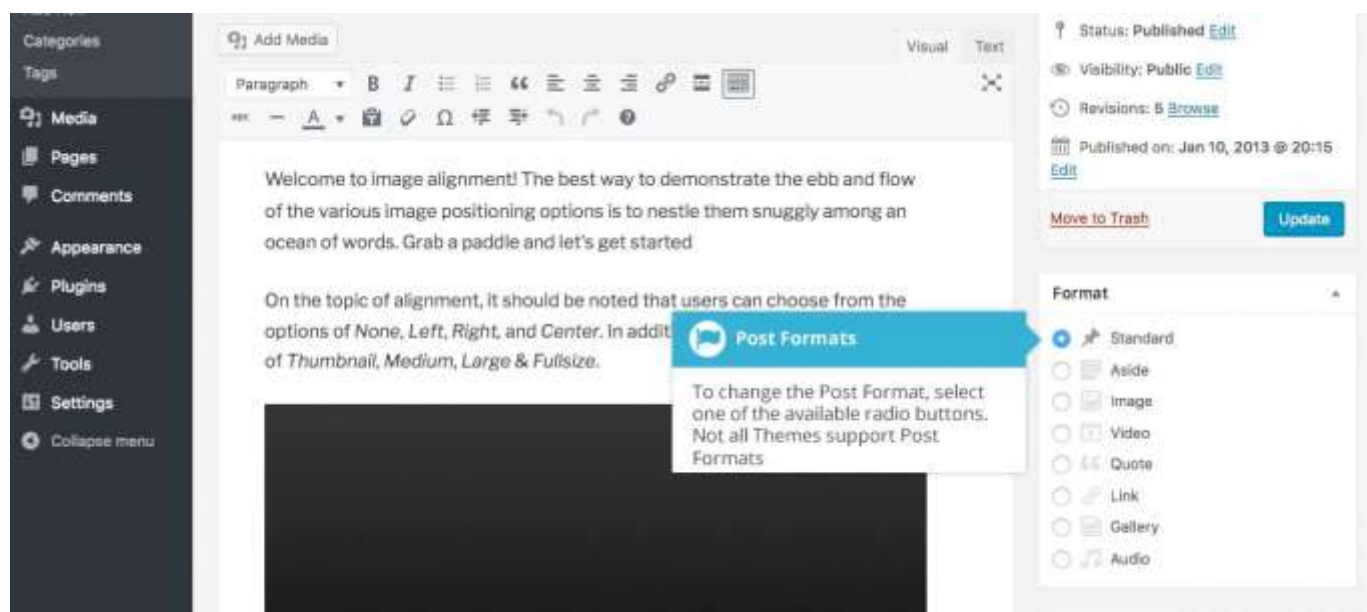 Categories
Tags
Media
Pages
Comments
Appearance
Plugins
Users
Tools
Settings
Collapse menu
Add Media
Visual Text
Paragraph
B I
ABC A Ω
Welcome to image alignment! The best way to demonstrate the ebb and flow
of the various image positioning options is to nestle them snuggly among an
ocean of words. Grab a paddle and let's get started
On the topic of alignment, it should be noted that users can choose from the
options of None, Left, Right, and Center. In addit
of Thumbnail, Medium, Large & Fullsize.
Post Formats
To change the Post Format, select
one of the available radio buttons.
Not all Themes support Post
Formats
Status: Published Edit
Visibility: Public Edit
Revisions: 5 Browse
Published on: Jan 10, 2013 @ 20:15
Edit
Move to Trash Update
Format
Standard
Aside
Image
Video
Quote
Link
Gallery
Audio